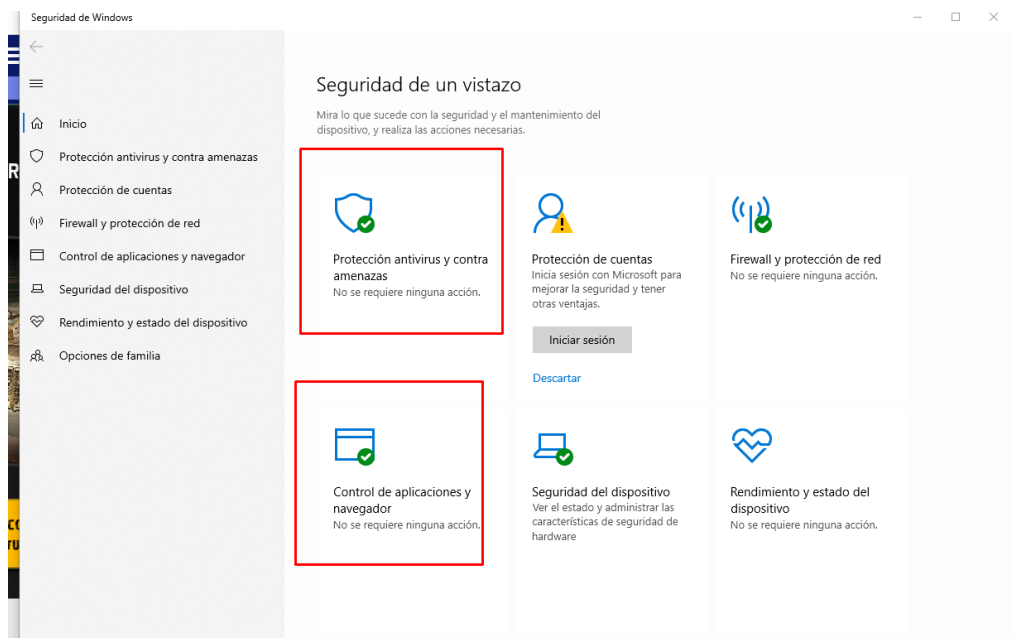 Seguridad de Windows
Inicio
Protección antivirus y contra amenazas
Protección de cuentas
Firewall y protección de red
Control de aplicaciones y navegador
Seguridad del dispositivo
Rendimiento y estado del dispositivo
Opciones de familia
Seguridad de un vistazo
Mira lo que sucede con la seguridad y el mantenimiento del
dispositivo, y realiza las acciones necesarias.
Protección antivirus y contra
amenazas
No se requiere ninguna acción.
Protección de cuentas
Inicia sesión con Microsoft para
mejorar la seguridad y tener
otras ventajas.
Iniciar sesión
Descartar
Firewall y protección de red
No se requiere ninguna acción.
Control de aplicaciones y
navegador
No se requiere ninguna acción.
Seguridad del dispositivo
Ver el estado y administrar las
características de seguridad de
hardware
Rendimiento y estado del
dispositivo
No se requiere ninguna acción.